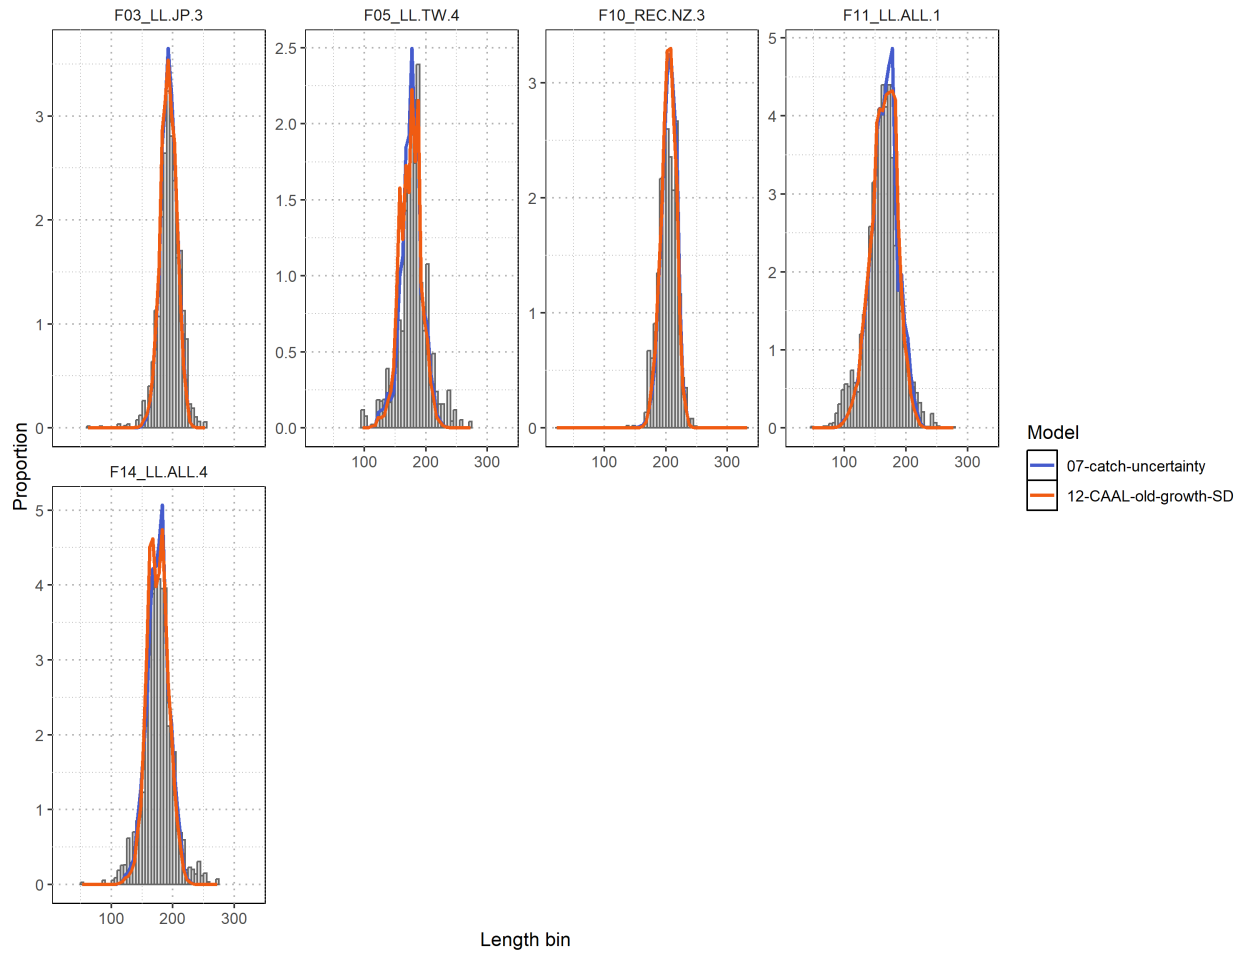 F03_LL.JP.3
F05_LL.TW.4
F10_REC.NZ.3
F11_LL.ALL.1
3
2
1
0
2.5
2.0
1.5
1.0
0.5
0.0
3
2
1
0
5
4
3
2
1
0
100 200 300
100 200 300
100 200 300
F14_LL.ALL.4
5
4
3
2
1
0
100 200 300
Proportion
Length bin
Model
07-catch-uncertainty
12-CAAL-old-growth-SD